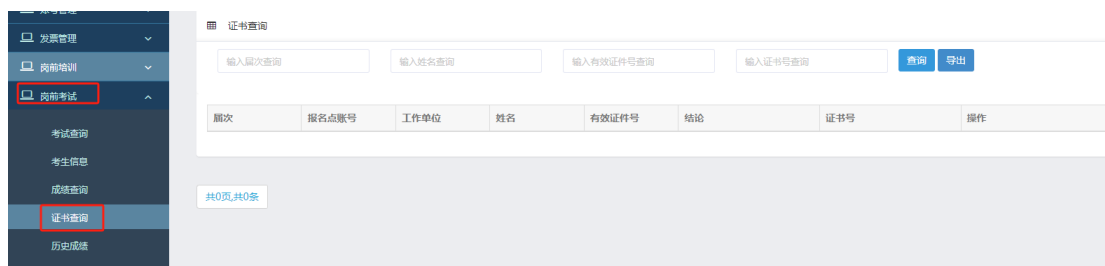 证书查询
发票管理
输入届次查询 输入姓名查询 输入有效证件号查询 输入证书号查询 查询 导出
岗前培训
岗前考试
届次 报名点账号 工作单位 姓名 有效证件号 结论 证书号 操作
考试查询
考生信息
成绩查询
共0页,共0条
证书查询
历史成绩